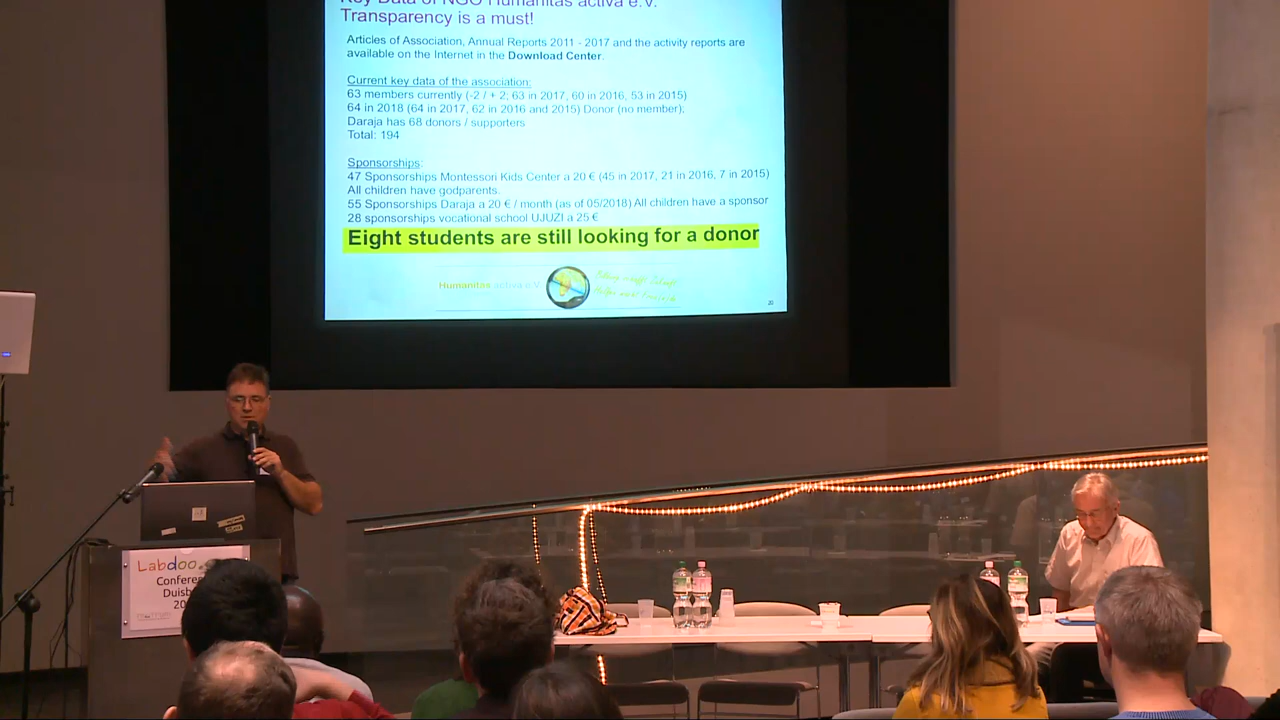 Key Data of NGO Humanitas activa e.V.
Transparency is a must!
Articles of Association, Annual Reports 2011 - 2017 and the activity reports are
available on the Internet in the Download Center.
Current key data of the association:
63 members currently (-2 / + 2; 63 in 2017, 60 in 2016, 53 in 2015)
64 in 2018 (64 in 2017, 62 in 2016 and 2015) Donor (no member);
Daraja has 68 donors / supporters
Total: 194
Sponsorships:
47 Sponsorships Montessori Kids Center a 20 € (45 in 2017, 21 in 2016, 7 in 2015)
All children have godparents.
55 Sponsorships Daraja a 20 € / month (as of 05/2018) All children have a sponsor
28 sponsorships vocational school UJUZI a 25 €
Eight students are still looking for a donor
Humanitas activa e.V.
20
Labdoo
Confere
Duisb
20